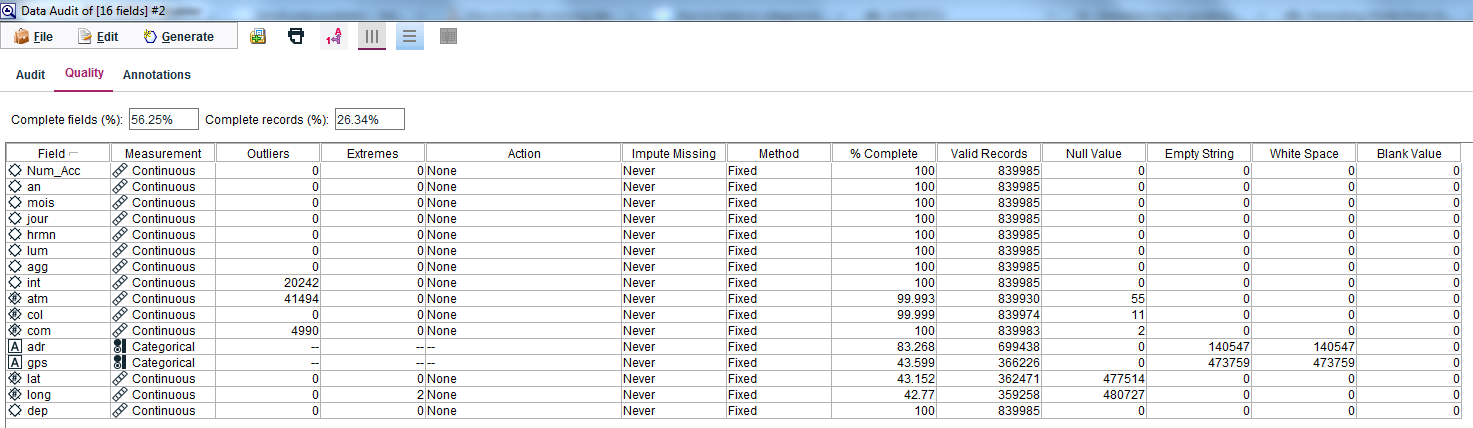 Data Audit of [16 fields] #2
File Edit Generate
Audit Quality Annotations
Complete fields (%): 56.25% Complete records (%): 26.34%
Field Measurement Outliers Extremes Action Impute Missing Method % Complete Valid Records Null Value Empty String White Space Blank Value
Num_Acc Continuous 0 0 None Never Fixed 100 839985 0 0 0 0
an Continuous 0 0 None Never Fixed 100 839985 0 0 0 0
mois Continuous 0 0 None Never Fixed 100 839985 0 0 0 0
jour Continuous 0 0 None Never Fixed 100 839985 0 0 0 0
hrmn Continuous 0 0 None Never Fixed 100 839985 0 0 0 0
lum Continuous 0 0 None Never Fixed 100 839985 0 0 0 0
agg Continuous 0 0 None Never Fixed 100 839985 0 0 0 0
int Continuous 20242 0 None Never Fixed 100 839985 0 0 0 0
atm Continuous 41494 0 None Never Fixed 99.993 839930 55 0 0 0
col Continuous 0 0 None Never Fixed 99.999 839974 11 0 0 0
com Continuous 4990 0 None Never Fixed 100 839983 2 0 0 0
A adr Categorical -- -- -- Never Fixed 83.268 699438 0 140547 140547 0
A gps Categorical -- -- -- Never Fixed 43.599 366226 0 473759 473759 0
lat Continuous 0 0 None Never Fixed 43.152 362471 477514 0 0 0
long Continuous 0 2 None Never Fixed 42.77 359258 480727 0 0 0
dep Continuous 0 0 None Never Fixed 100 839985 0 0 0 0